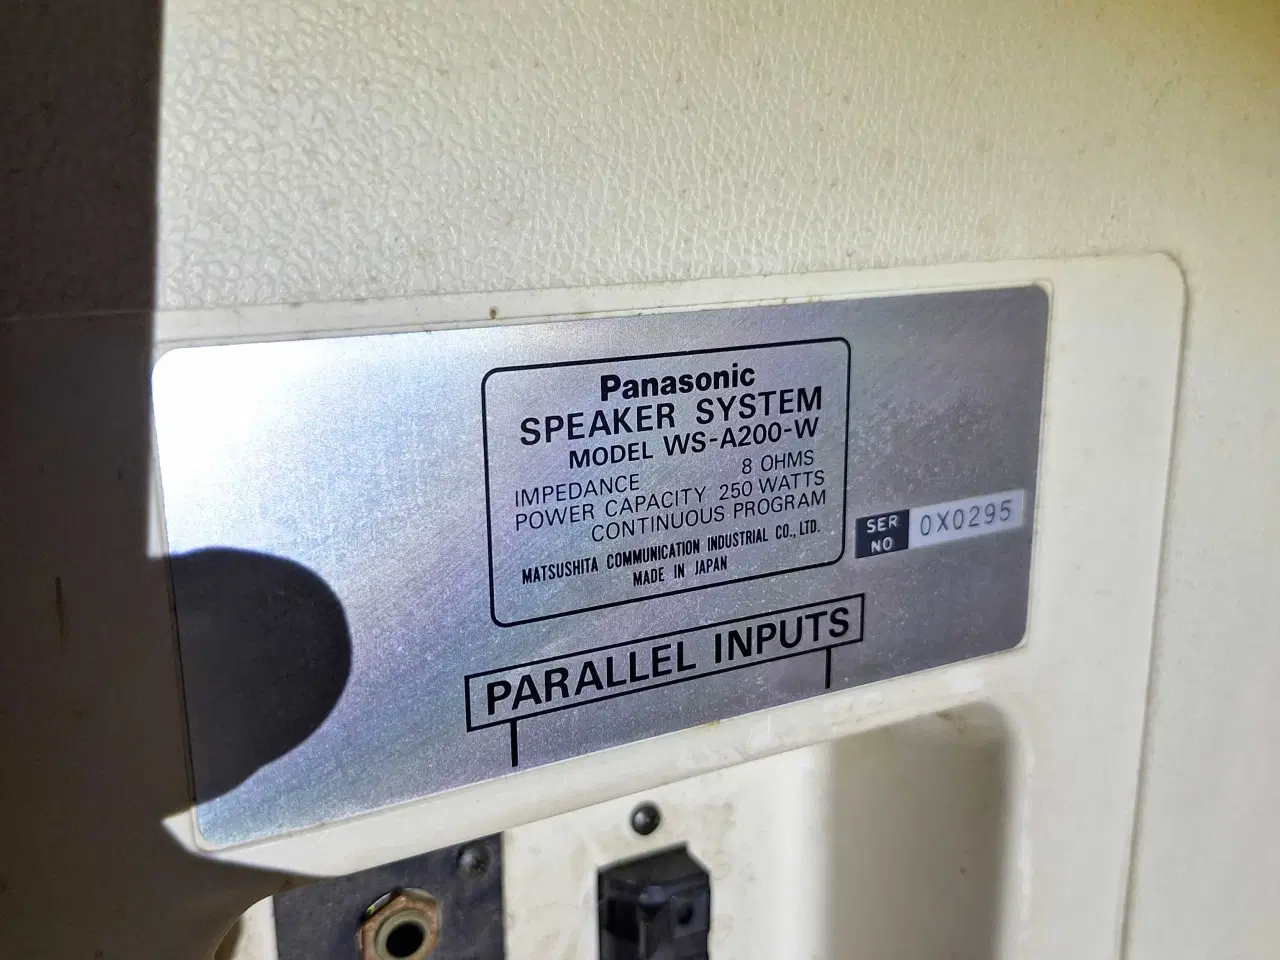 Panasonic
SPEAKER SYSTEM
MODEL WS-A200-W
IMPEDANCE 8 OHMS
POWER CAPACITY 250 WATTS
CONTINUOUS PROGRAM
MATSUSHITA COMMUNICATION INDUSTRIAL CO., LTD.
MADE IN JAPAN
SER NO 0X0295
PARALLEL INPUTS